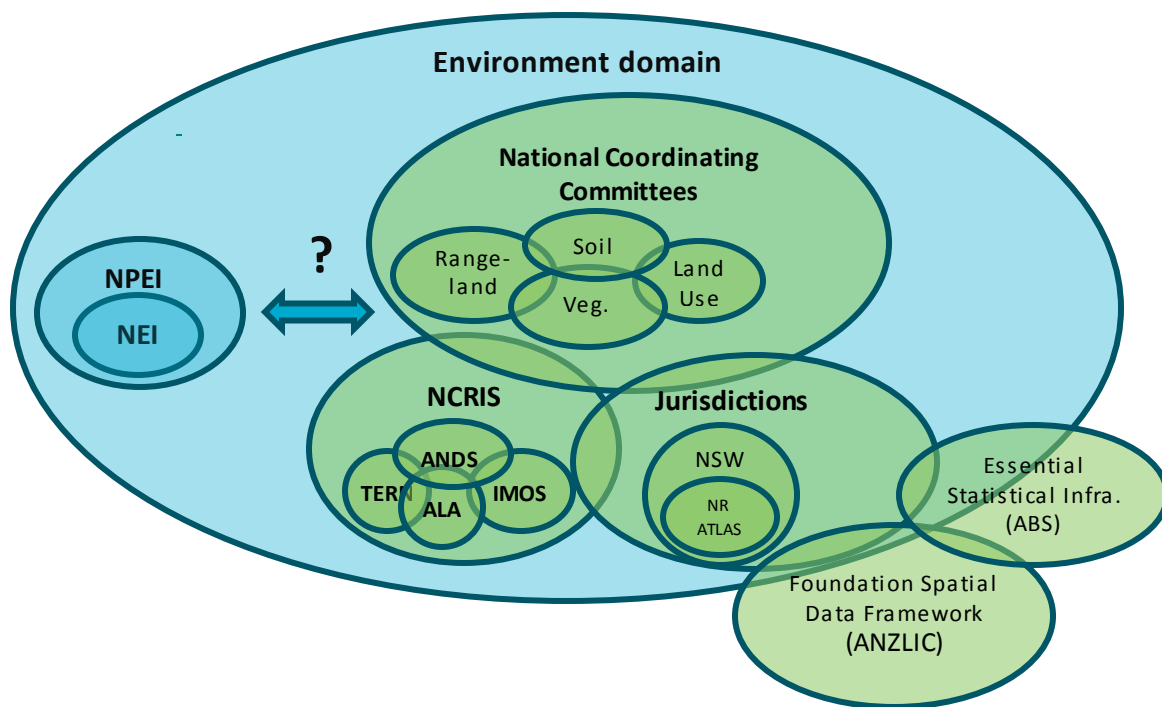 Environment domain
National Coordinating
Committees
Soil
Range-
land
Land
Use
Veg.
?
NPEI
NEI
NCRIS
ANDS
TERN
ALA
IMOS
Jurisdictions
NSW
NR
ATLAS
Essential
Statistical Infra.
(ABS)
Foundation Spatial
Data Framework
(ANZLIC)